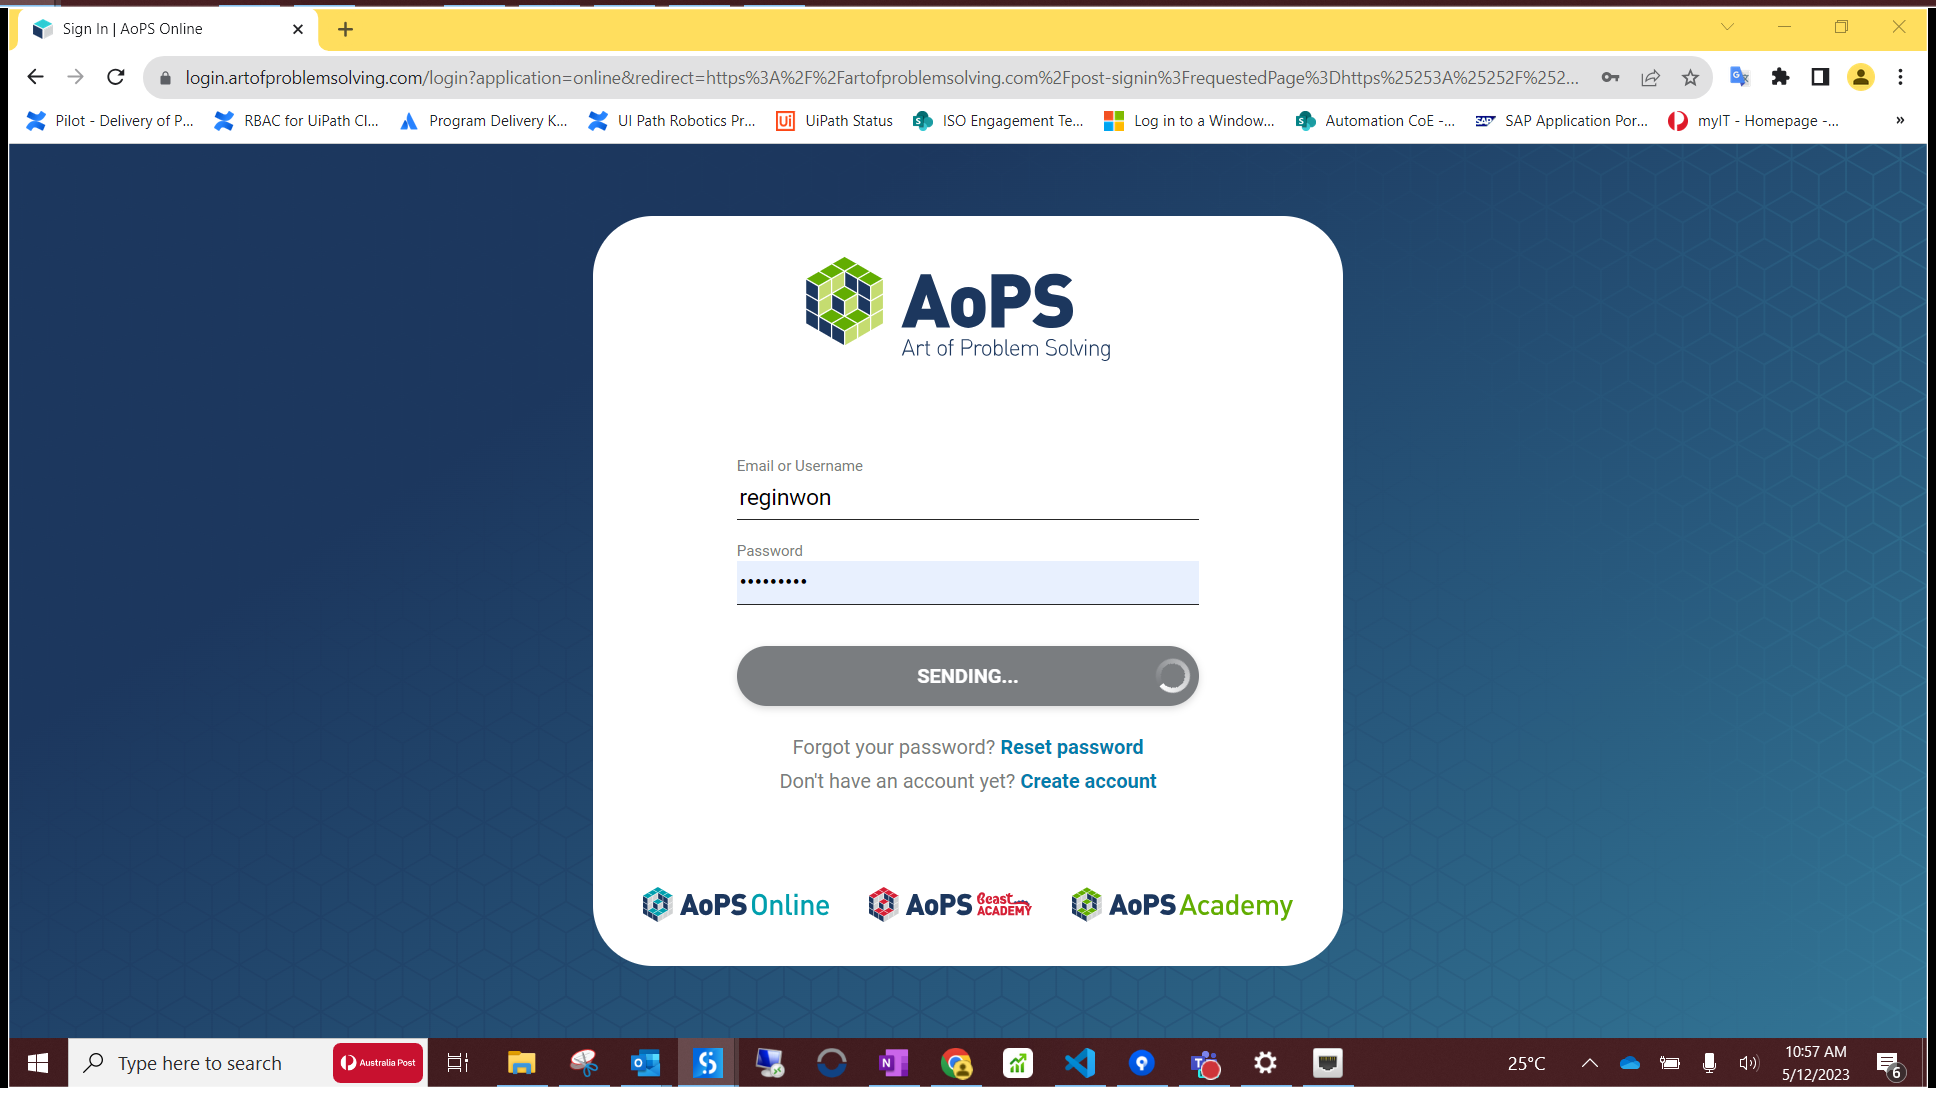 Sign In | AoPS Online
login.artofproblemsolving.com/login?application=online&redirect=https%3A%2F%2Fartofproblemsolving.com%2Fpost-signin%3FrequestedPage%3Dhttps%25253A%25252F%252...
Pilot - Delivery of P... RBAC for UiPath Cl... Program Delivery K... UI Path Robotics Pr... Ui UiPath Status ISO Engagement Te... Log in to a Window... Automation CoE -... SAP SAP Application Por... myIT - Homepage -... »
AoPS
Art of Problem Solving
Email or Username
reginwon
Password
•••••••••
SENDING...
Forgot your password? Reset password
Don't have an account yet? Create account
AoPS Online AoPS Beast ACADEMY AoPS Academy
Type here to search Australia Post 25°C 10:57 AM
5/12/2023 6